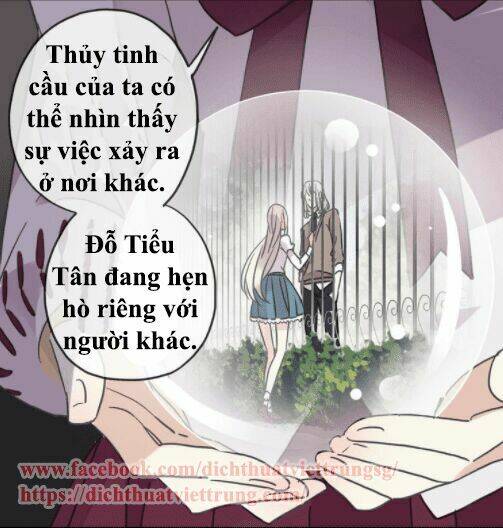 Thủy tinh
cầu của ta có
thể nhìn thấy
sự việc xảy ra
ở nơi khác.
Đỗ Tiểu
Tân đang hẹn
hò riêng với
người khác.
www.facebook.com/dichthuatviettrungsg/
https://dichthuatviettrung.com/